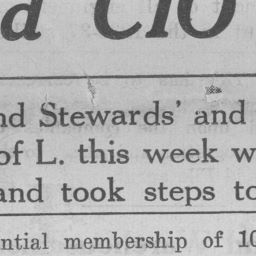 d CIO
nd Stewards' and
of L. this week w
and took steps to
ntial membership of 10